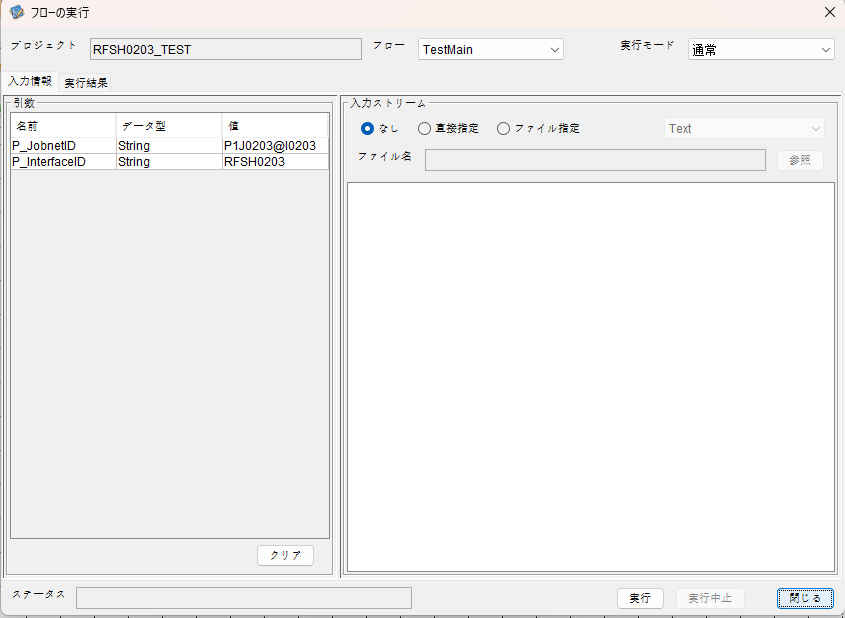 フローの実行
プロジェクト RFSH0203_TEST フロー TestMain 実行モード 通常
入力情報 実行結果
引数
名前 データ型 値
P_JobnetID String P1J0203@I0203
P_InterfaceID String RFSH0203
クリア
入力ストリーム
なし 直接指定 ファイル指定 Text
ファイル名 参照
ステータス 実行 実行中止 閉じる